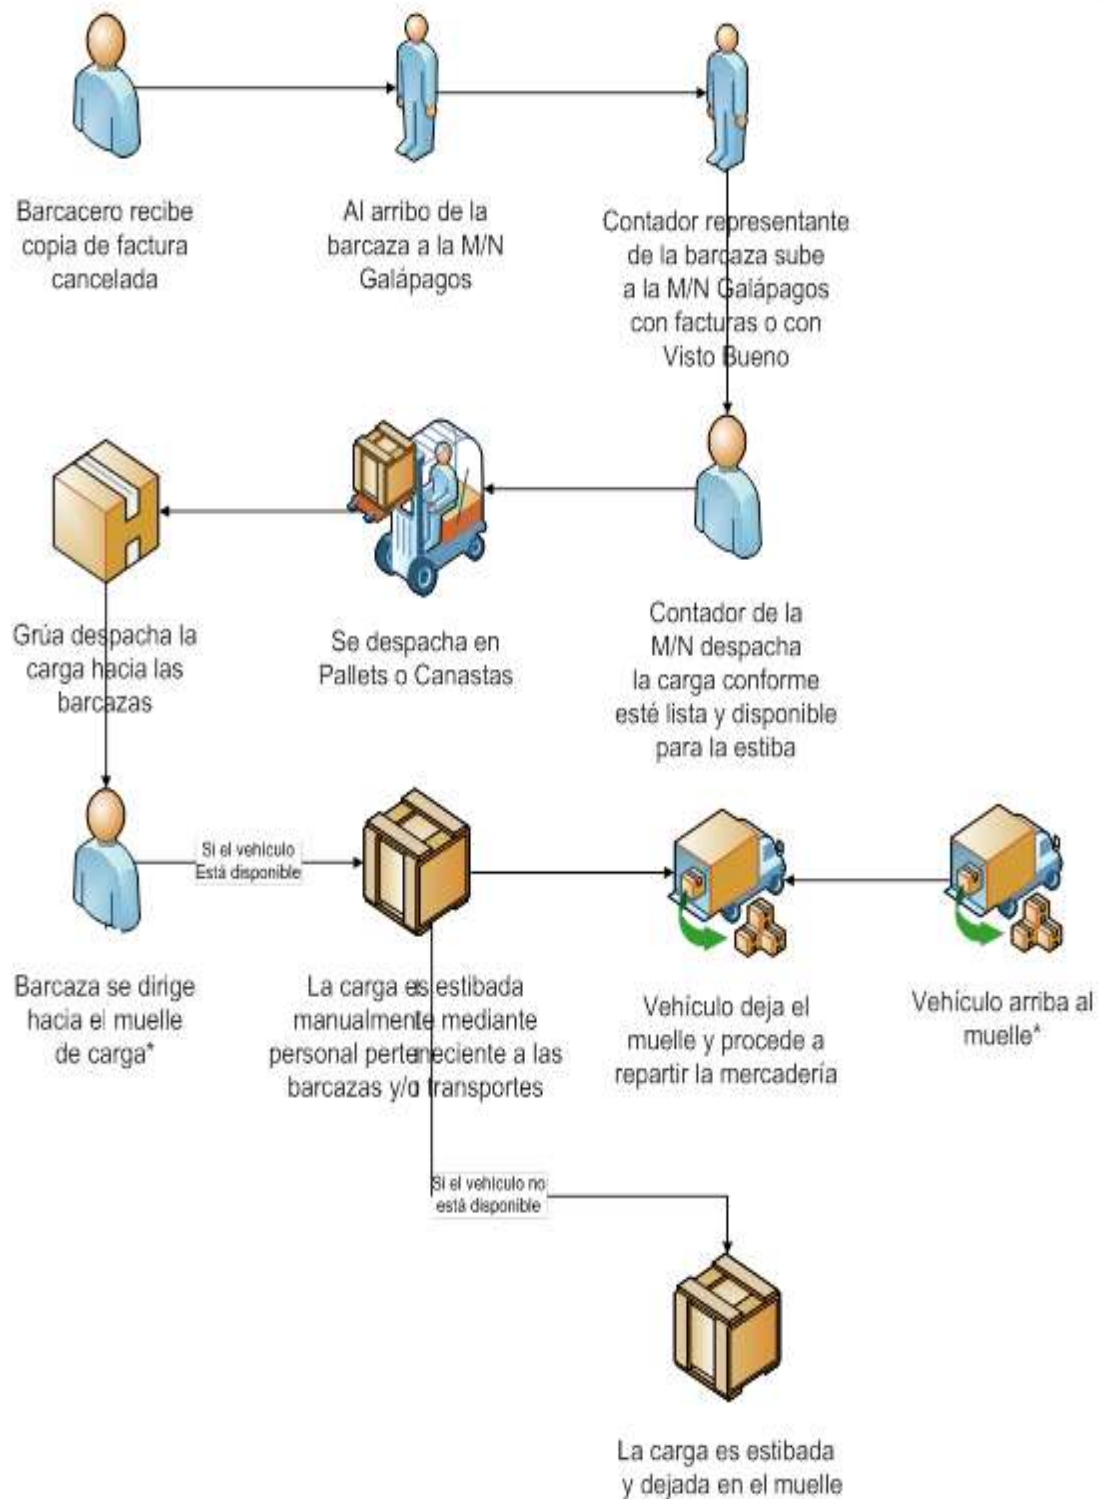 Barcacero recibe
copia de factura
cancelada
Al arribo de la
barcaza a la M/N
Galápagos
Contador representante
de la barcaza sube
a la M/N Galápagos
con facturas o con
Visto Bueno
Grúa despacha la
carga hacia las
barcazas
Se despacha en
Pallets o Canastas
Contador de la
M/N despacha
la carga conforme
esté lista y disponible
para la estiba
Si el vehículo
Está disponible
Barcaza se dirige
hacia el muelle
de carga*
La carga es estibada
manualmente mediante
personal perteneciente a las
barcazas y/o transportes
Vehículo deja el
muelle y procede a
repartir la mercadería
Vehículo arriba al
muelle*
Si el vehículo no
está disponible
La carga es estibada
y dejada en el muelle